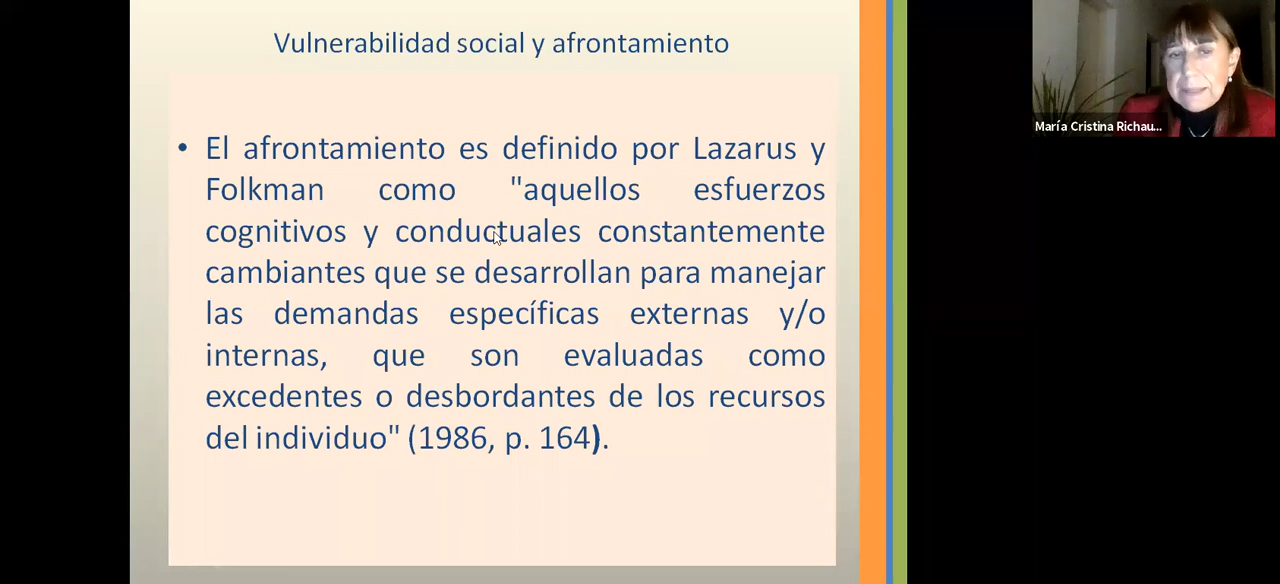 Vulnerabilidad social y afrontamiento
• El afrontamiento es definido por Lazarus y
Folkman como "aquellos esfuerzos
cognitivos y conductuales constantemente
cambiantes que se desarrollan para manejar
las demandas específicas externas y/o
internas, que son evaluadas como
excedentes o desbordantes de los recursos
del individuo" (1986, p. 164).
María Cristina Richau...